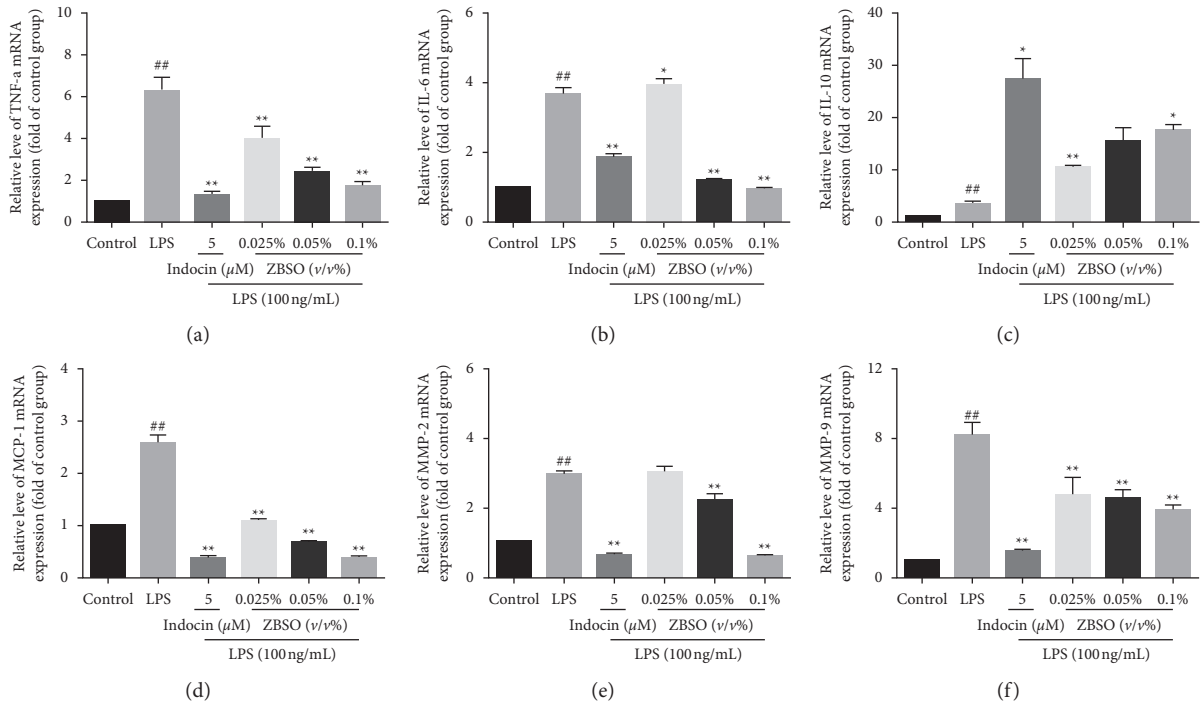 Relative level of TNF-a mRNA
expression (fold of control group)
10
8
6
4
2
0
##
**
**
**
**
Control LPS 5 0.025% 0.05% 0.1%
Indocin (μM) ZBSO (v/v%)
LPS (100 ng/mL)
(a)
Relative level of IL-6 mRNA
expression (fold of control group)
6
4
2
0
##
**
*
**
**
Control LPS 5 0.025% 0.05% 0.1%
Indocin (μM) ZBSO (v/v%)
LPS (100 ng/mL)
(b)
Relative level of IL-10 mRNA
expression (fold of control group)
40
30
20
10
0
##
*
**
*
Control LPS 5 0.025% 0.05% 0.1%
Indocin (μM) ZBSO (v/v%)
LPS (100 ng/mL)
(c)
Relative level of MCP-1 mRNA
expression (fold of control group)
4
3
2
1
0
##
**
**
**
**
Control LPS 5 0.025% 0.05% 0.1%
Indocin (μM) ZBSO (v/v%)
LPS (100 ng/mL)
(d)
Relative level of MMP-2 mRNA
expression (fold of control group)
6
4
2
0
##
**
**
**
Control LPS 5 0.025% 0.05% 0.1%
Indocin (μM) ZBSO (v/v%)
LPS (100 ng/mL)
(e)
Relative level of MMP-9 mRNA
expression (fold of control group)
12
8
4
0
##
**
**
**
**
Control LPS 5 0.025% 0.05% 0.1%
Indocin (μM) ZBSO (v/v%)
LPS (100 ng/mL)
(f)